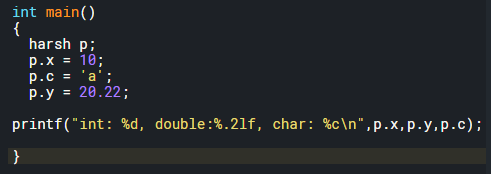 int main()
{
harsh p;
p.x = 10;
p.c = 'a';
p.y = 20.22;
printf("int: %d, double:%.2lf, char: %c\n",p.x,p.y,p.c);
}